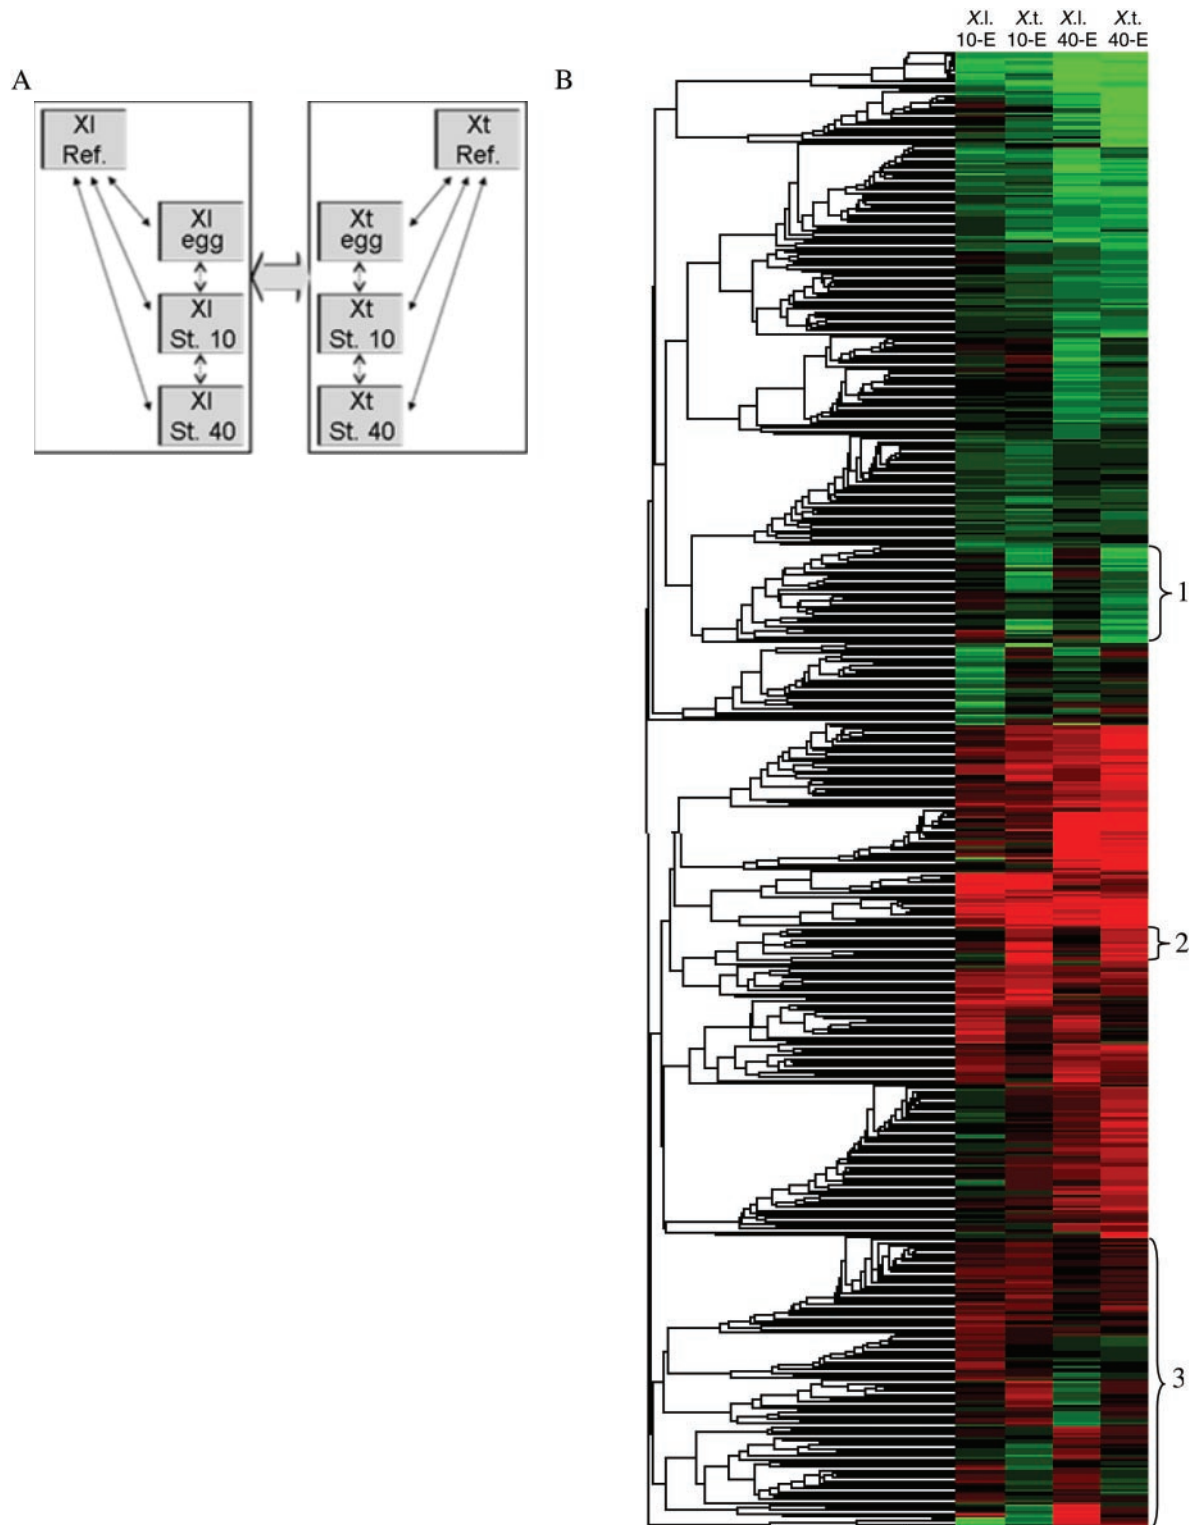 A
Xl
Ref.
Xl
egg
Xl
St. 10
Xl
St. 40
Xt
Ref.
Xt
egg
Xt
St. 10
Xt
St. 40
B
X.l. X.t. X.l. X.t.
10-E 10-E 40-E 40-E
1
2
3